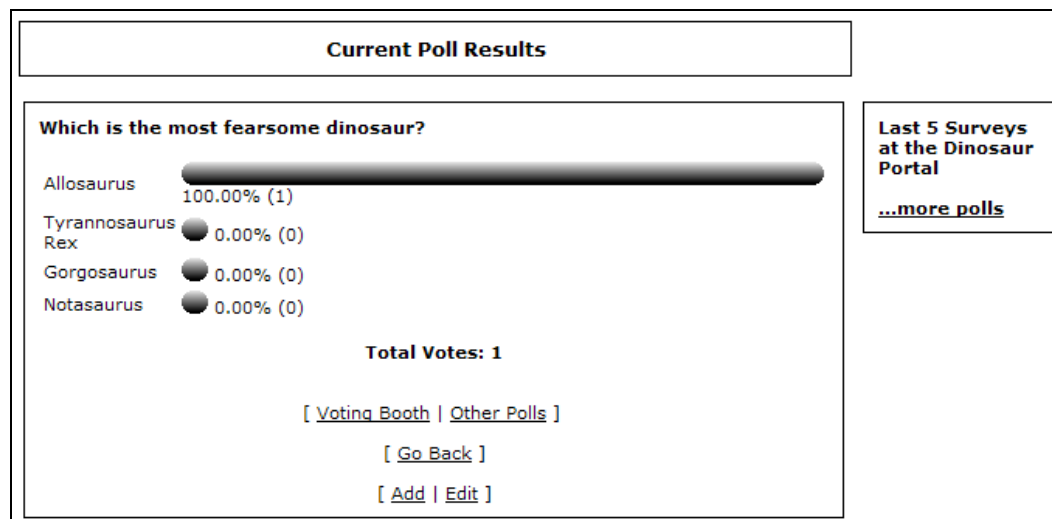 Current Poll Results
Which is the most fearsome dinosaur?
Allosaurus
100.00% (1)
Tyrannosaurus
Rex
0.00% (0)
Gorgosaurus 0.00% (0)
Notasaurus 0.00% (0)
Total Votes: 1
[ Voting Booth | Other Polls ]
[ Go Back ]
[ Add | Edit ]
Last 5 Surveys
at the Dinosaur
Portal
...more polls